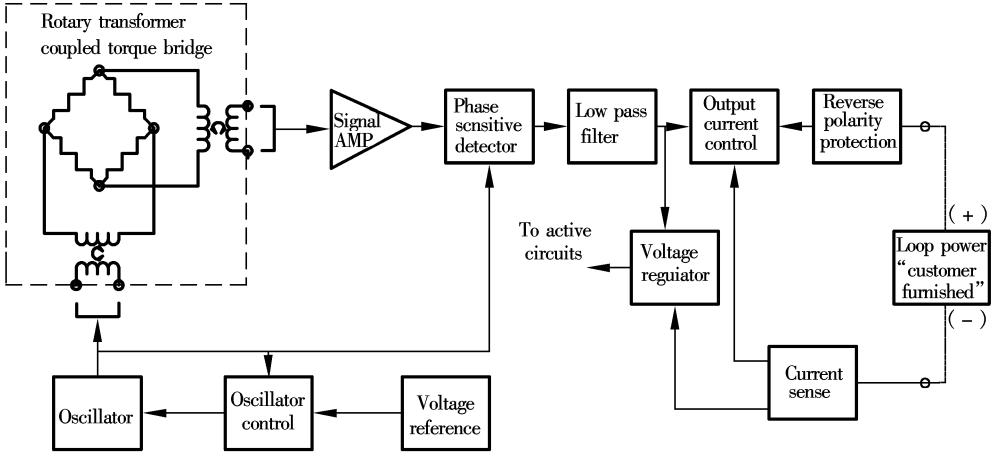 Rotary transformer
coupled torque bridge
Signal
AMP
Phase
scnsitive
detector
Low pass
filter
Output
current
control
Reverse
polarity
protection
(+)
To active
circuits
Voltage
reguiator
Loop power
“customer
furnished”
(−)
Current
sense
Oscillator
Oscillator
control
Voltage
reference